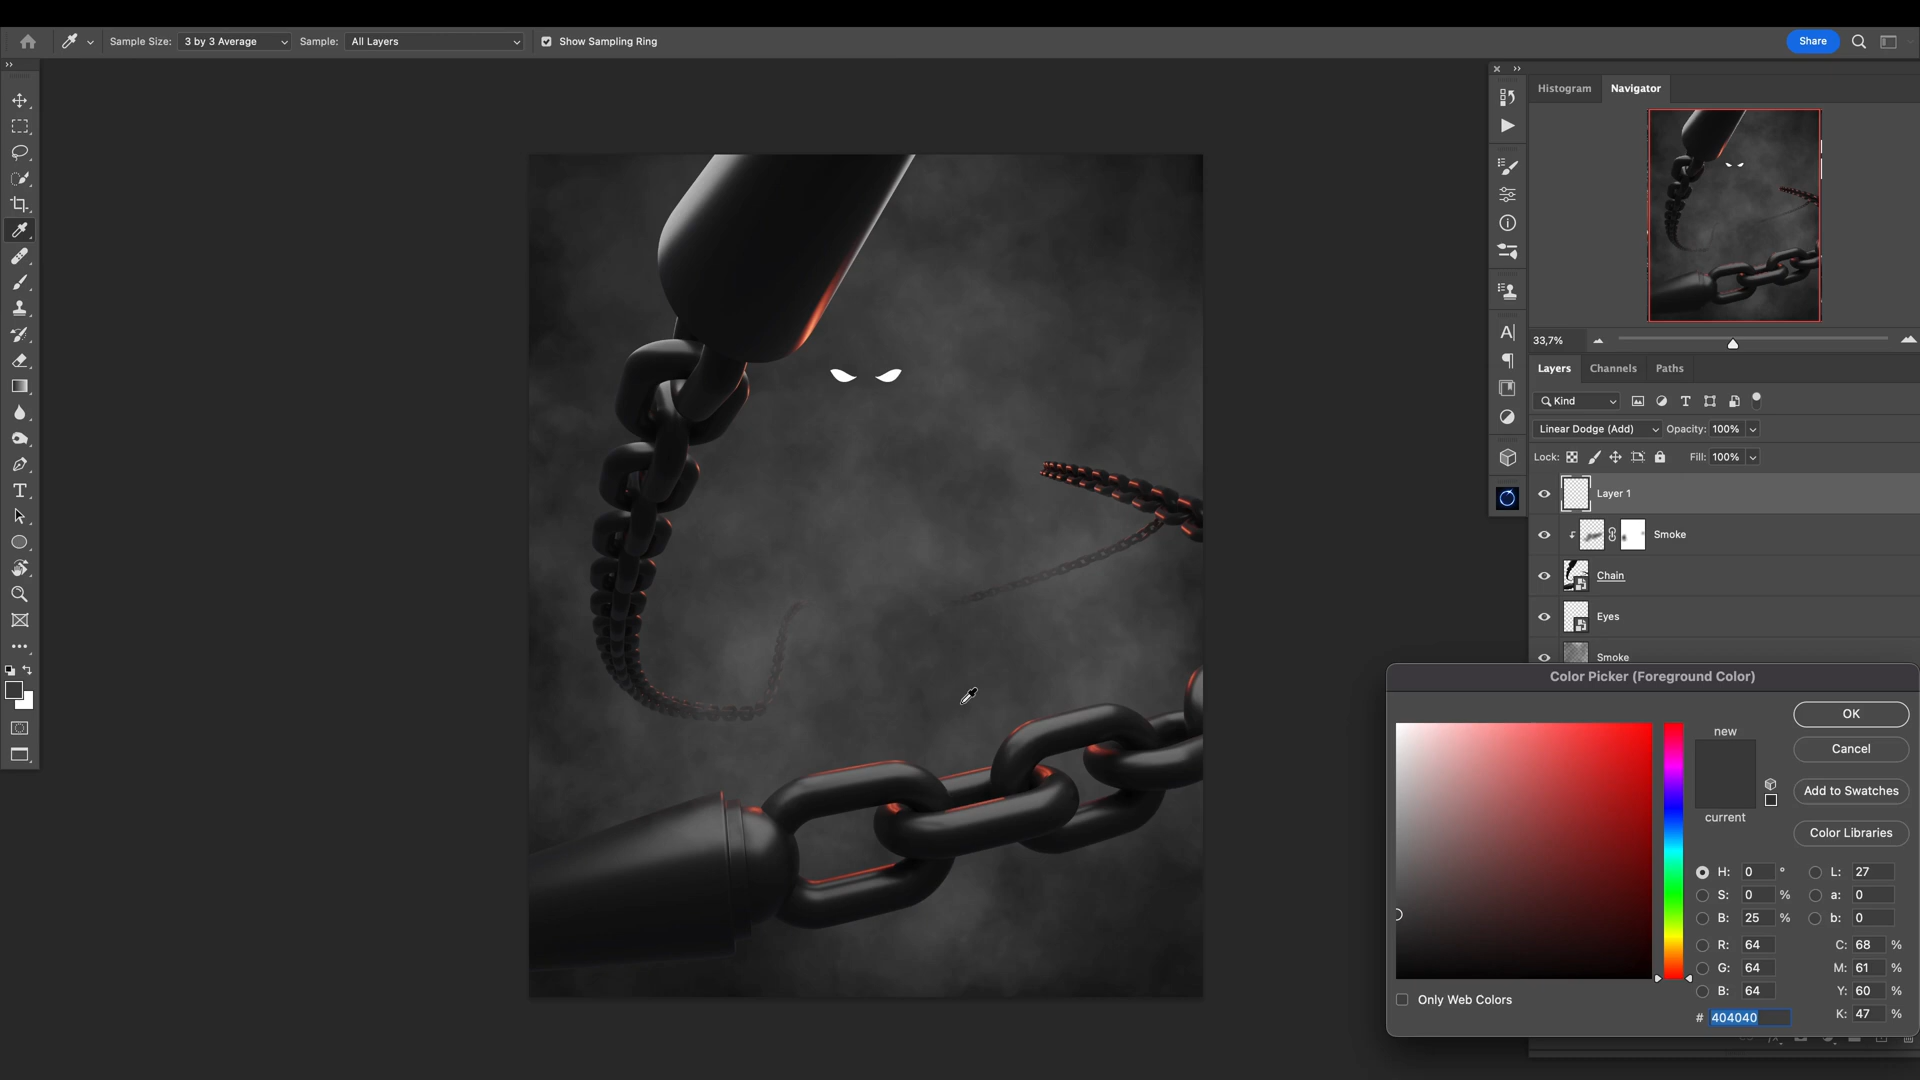 Sample Size: 3 by 3 Average Sample: All Layers Show Sampling Ring Share
Histogram Navigator
33,7%
Layers Channels Paths
Kind
Linear Dodge (Add) Opacity: 100%
Lock: Fill: 100%
Layer 1
Smoke
Chain
Eyes
Smoke
Color Picker (Foreground Color)
new
current
OK
Cancel
Add to Swatches
Color Libraries
H: 0 ° L: 27
S: 0 % a: 0
B: 25 % b: 0
R: 64 C: 68 %
G: 64 M: 61 %
B: 64 Y: 60 %
# 404040 K: 47 %
Only Web Colors